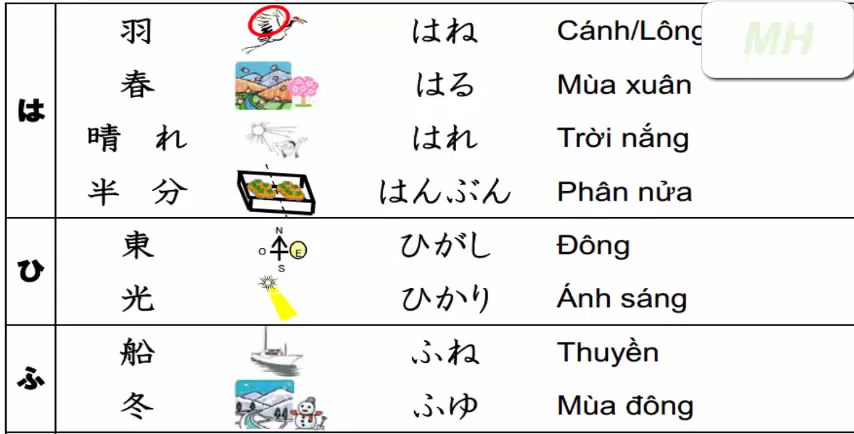 は
羽 はね Cánh/Lông
MH
春 はる Mùa xuân
晴れ はれ Trời nắng
半分 はんぶん Phân nửa
ひ
東 N O E S ひがし Đông
光 ひかり Ánh sáng
ふ
船 ふね Thuyền
冬 ふゆ Mùa đông